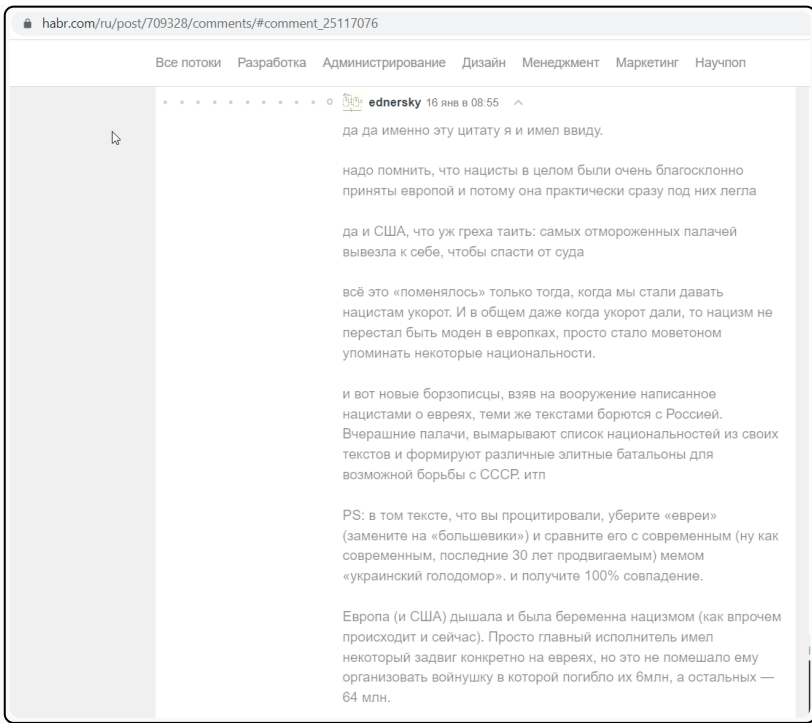 habr.com/ru/post/709328/comments/#comment_25117076
Все потоки Разработка Администрирование Дизайн Менеджмент Маркетинг Научпоп
ednersky 16 янв в 08:55
да да именно эту цитату я и имел ввиду.
надо помнить, что нацисты в целом были очень благосклонно
приняты европой и потому она практически сразу под них легла
да и США, что уж греха таить: самых отмороженных палачей
вывезла к себе, чтобы спасти от суда
всё это «поменялось» только тогда, когда мы стали давать
нацистам укорот. И в общем даже когда укорот дали, то нацизм не
перестал быть моден в европках, просто стало моветоном
упоминать некоторые национальности.
и вот новые борзописцы, взяв на вооружение написанное
нацистами о евреях, теми же текстами борются с Россией.
Вчерашние палачи, вымарывают список национальностей из своих
текстов и формируют различные элитные батальоны для
возможной борьбы с СССР. итп
PS: в том тексте, что вы процитировали, уберите «евреи»
(замените на «большевики») и сравните его с современным (ну как
современным, последние 30 лет продвигаемым) мемом
«украинский голодомор». и получите 100% совпадение.
Европа (и США) дышала и была беременна нацизмом (как впрочем
происходит и сейчас). Просто главный исполнитель имел
некоторый задвиг конкретно на евреях, но это не помешало ему
организовать войнушку в которой погибло их 6млн, а остальных —
64 млн.